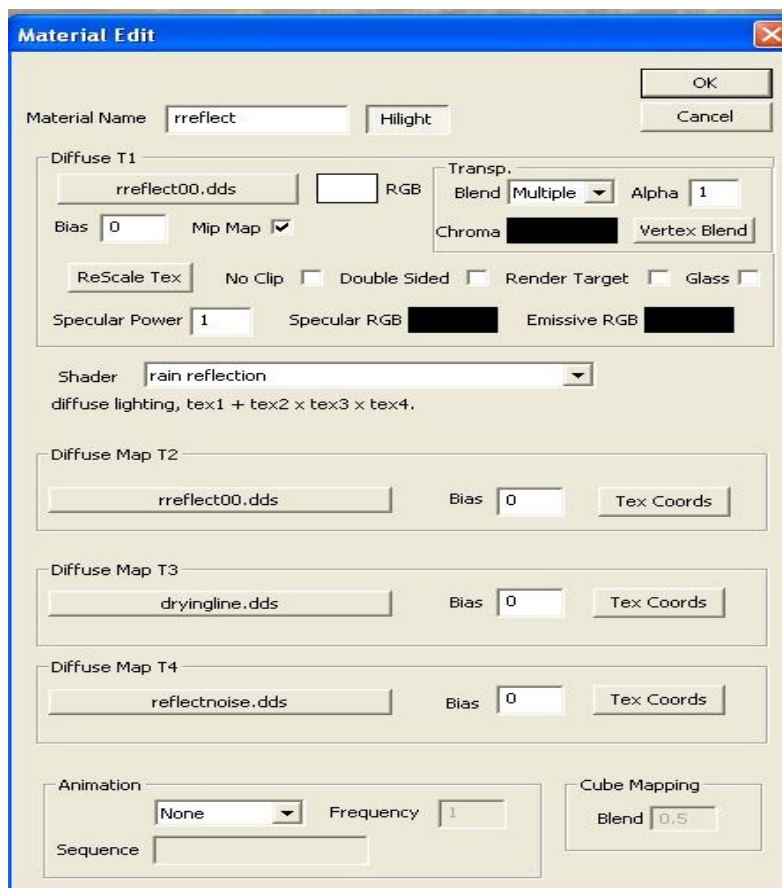 Material Edit
OK
Material Name rreflect Hilight Cancel
Diffuse T1
Transp.
rreflect00.dds RGB Blend Multiple Alpha 1
Bias 0 Mip Map Chroma Vertex Blend
ReScale Tex No Clip Double Sided Render Target Glass
Specular Power 1 Specular RGB Emissive RGB
Shader rain reflection
diffuse lighting, tex1 + tex2 x tex3 x tex4.
Diffuse Map T2
rreflect00.dds Bias 0 Tex Coords
Diffuse Map T3
dryingline.dds Bias 0 Tex Coords
Diffuse Map T4
reflectnoise.dds Bias 0 Tex Coords
Animation Cube Mapping
None Frequency 1 Blend 0.5
Sequence